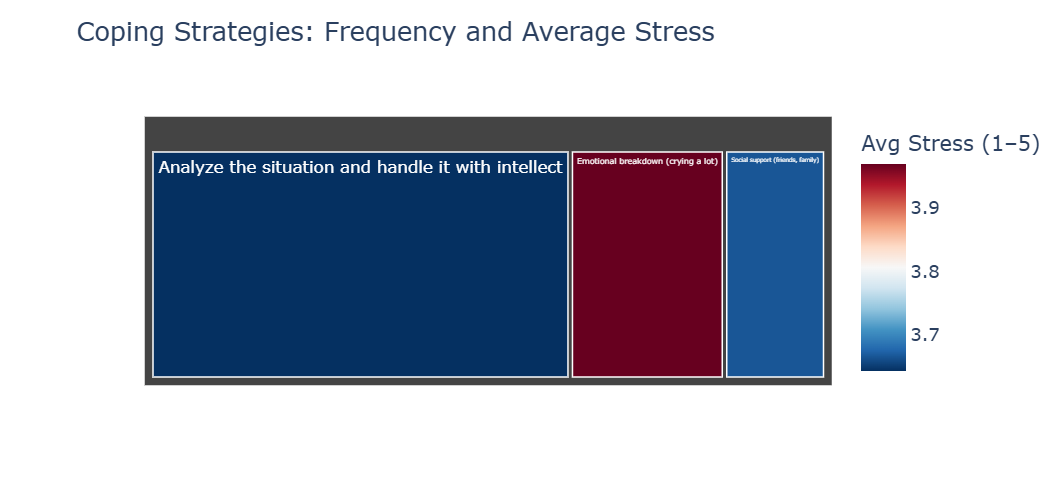 Coping Strategies: Frequency and Average Stress
Analyze the situation and handle it with intellect
Emotional breakdown (crying a lot)
Social support (friends, family)
Avg Stress (1–5)
3.9
3.8
3.7